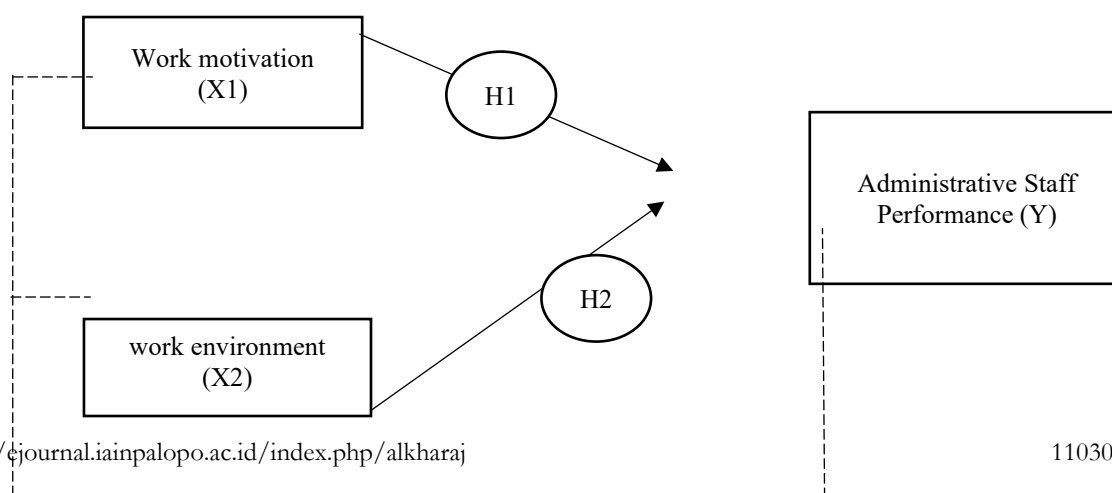 Work motivation
(X1)
H1
Administrative Staff
Performance (Y)
H2
work environment
(X2)
/ejournal.iainpalopo.ac.id/index.php/alkharaj
11030